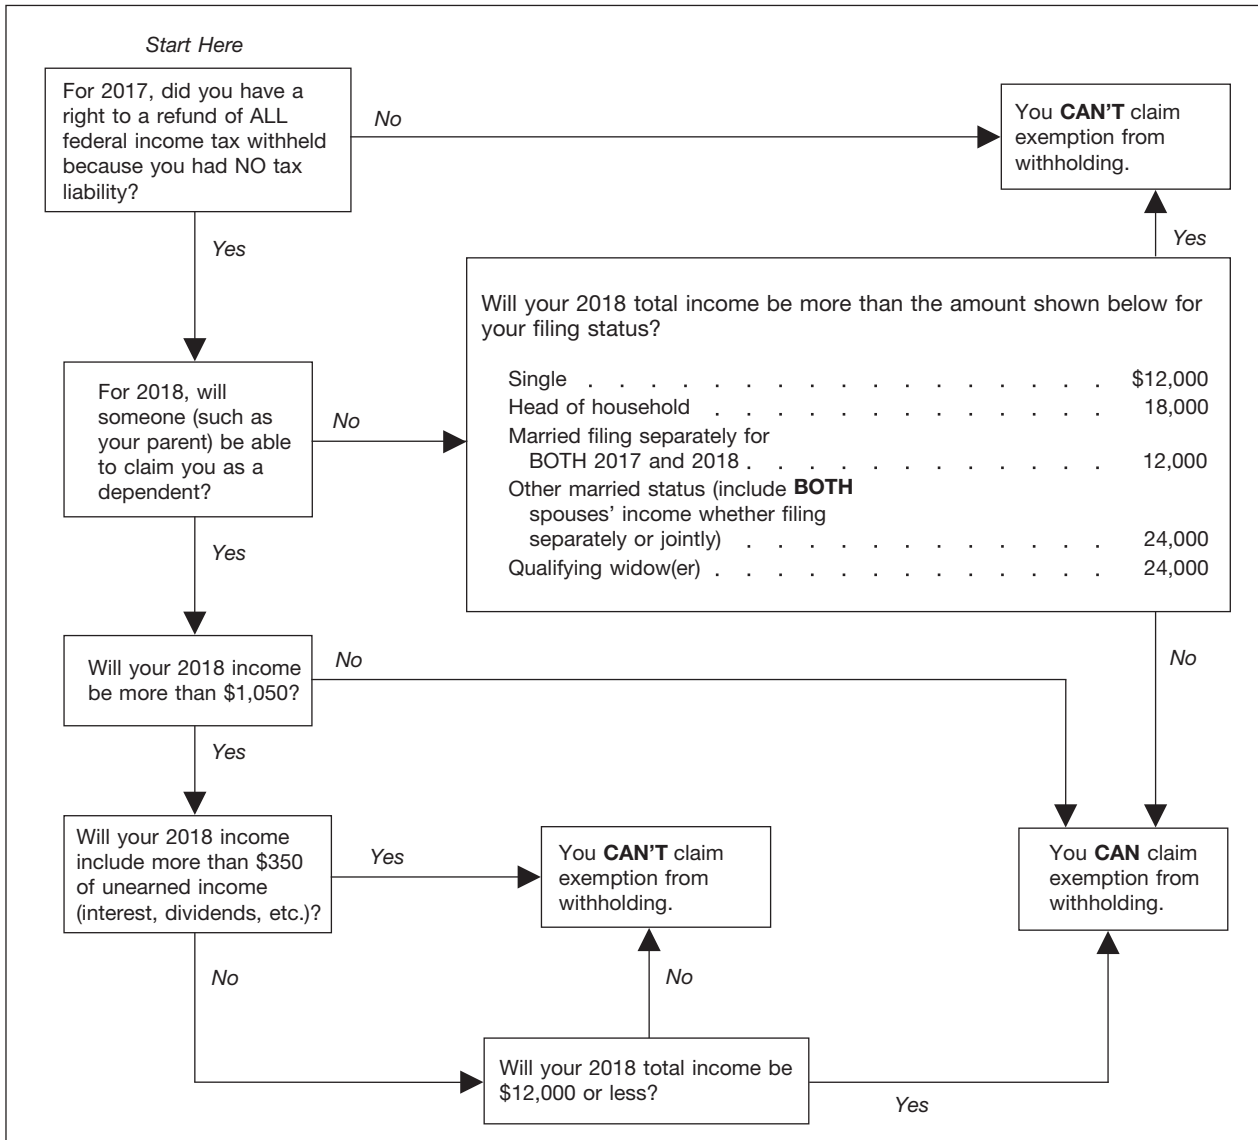 Start Here
For 2017, did you have a
right to a refund of ALL
federal income tax withheld
because you had NO tax
liability?
No
You CAN'T claim
exemption from
withholding.
Yes
Yes
Will your 2018 total income be more than the amount shown below for
your filing status?
Single . . . . . . . . . . . . . . . . . $12,000
Head of household . . . . . . . . . . . . . 18,000
Married filing separately for
BOTH 2017 and 2018 . . . . . . . . . . . . 12,000
Other married status (include BOTH
spouses' income whether filing
separately or jointly) . . . . . . . . . . . . 24,000
Qualifying widow(er) . . . . . . . . . . . . . 24,000
For 2018, will
someone (such as
your parent) be able
to claim you as a
dependent?
No
Yes
No
Will your 2018 income
be more than $1,050?
No
Yes
Will your 2018 income
include more than $350
of unearned income
(interest, dividends, etc.)?
Yes
You CAN'T claim
exemption from
withholding.
You CAN claim
exemption from
withholding.
No
No
Will your 2018 total income be
$12,000 or less?
Yes